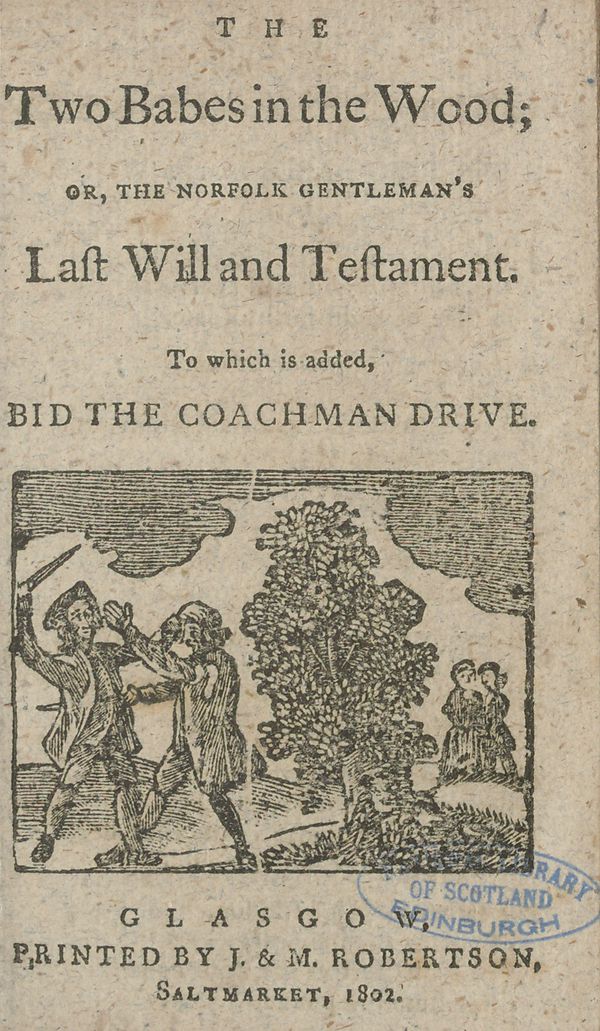 THE
Two Babes in the Wood;
OR, THE NORFOLK GENTLEMAN'S
Laſt Will and Teſtament.
To which is added,
BID THE COACHMAN DRIVE.
GLASGOW,
PRINTED BY J. & M. ROBERTSON,
SALTMARKET, 1802.
LIBRARY
OF SCOTLAND
EDINBURGH